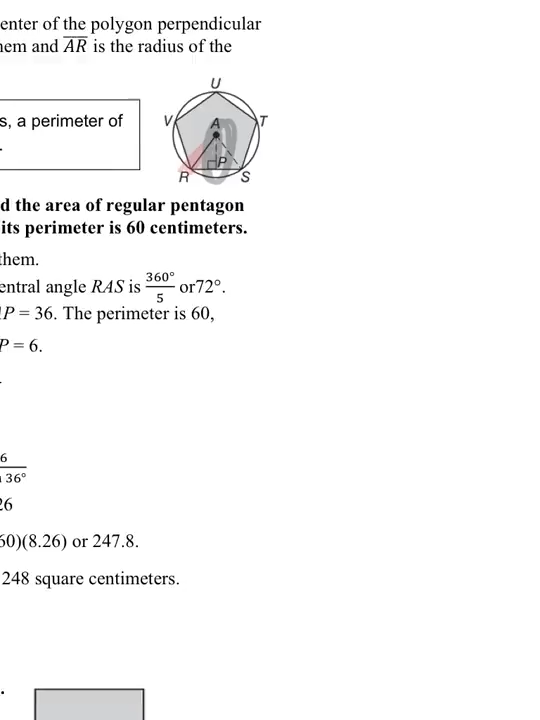 enter of the polygon perpendicular
hem and AR is the radius of the
U
V
A
T
s, a perimeter of
.
P
R
S
d the area of regular pentagon
its perimeter is 60 centimeters.
them.
entral angle RAS is 360°/5 or72°.
P = 36. The perimeter is 60,
P = 6.
.
6
36°
26
60)(8.26) or 247.8.
248 square centimeters.
.